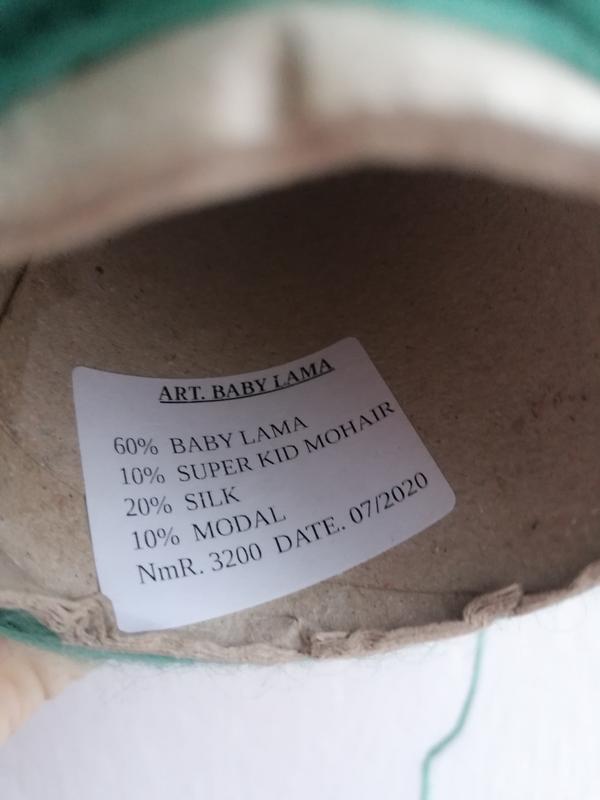 ART. BABY LAMA
60% BABY LAMA
10% SUPER KID MOHAIR
20% SILK
10% MODAL
NmR. 3200 DATE. 07/2020